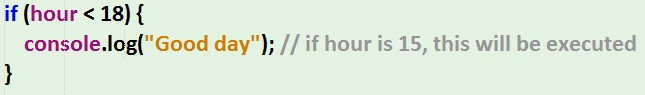 if (hour < 18) {
    console.log("Good day"); // if hour is 15, this will be executed
}